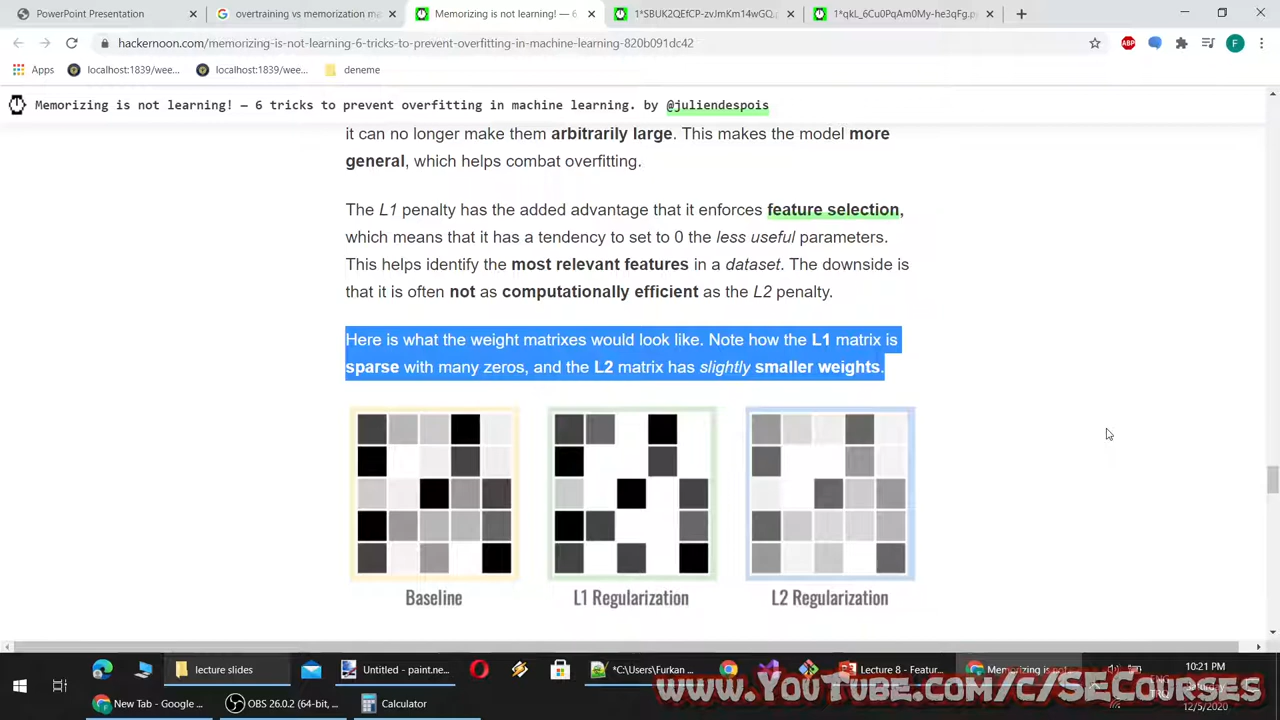 PowerPoint Presentation
overtraining vs memorization ma
Memorizing is not learning! — 6
1*SBUK2QEfCP-zvJmKm14wGQ.
1*qkL_6Cu0PqAm0My-he3qFg.p
hackernoon.com/memorizing-is-not-learning-6-tricks-to-prevent-overfitting-in-machine-learning-820b091dc42
ABP
F
Apps
localhost:1839/wee...
localhost:1839/wee...
deneme
Memorizing is not learning! — 6 tricks to prevent overfitting in machine learning. by @juliendespois
it can no longer make them arbitrarily large. This makes the model more
general, which helps combat overfitting.
The L1 penalty has the added advantage that it enforces feature selection,
which means that it has a tendency to set to 0 the less useful parameters.
This helps identify the most relevant features in a dataset. The downside is
that it is often not as computationally efficient as the L2 penalty.
Here is what the weight matrixes would look like. Note how the L1 matrix is
sparse with many zeros, and the L2 matrix has slightly smaller weights.
Baseline
L1 Regularization
L2 Regularization
lecture slides
Untitled - paint.ne...
*C:\Users\Furkan ...
Lecture 8 - Featur...
Memorizing is not...
10:21 PM
ENG
TRQ
Saturday
12/5/2020
New Tab - Google ...
OBS 26.0.2 (64-bit, ...
Calculator
www.YouTube.com/c/SECourses